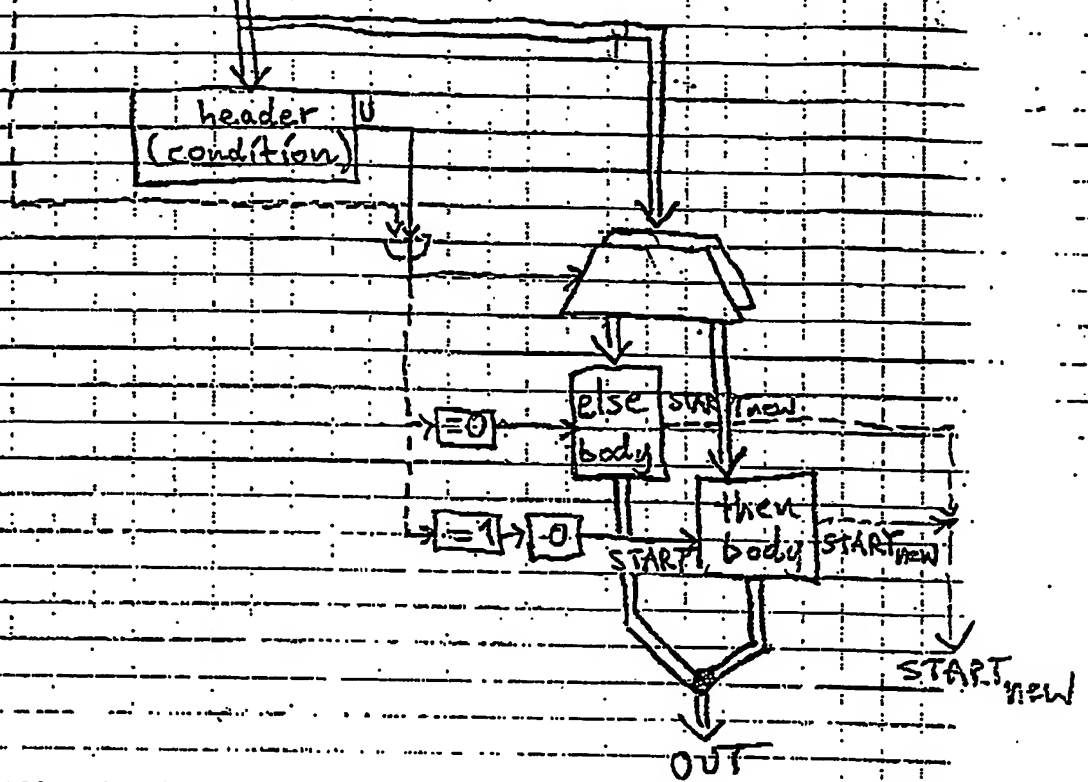 header
U
(condition)
else
body
START new
=0
then
body
START new
=1
0
START
START new
OUT